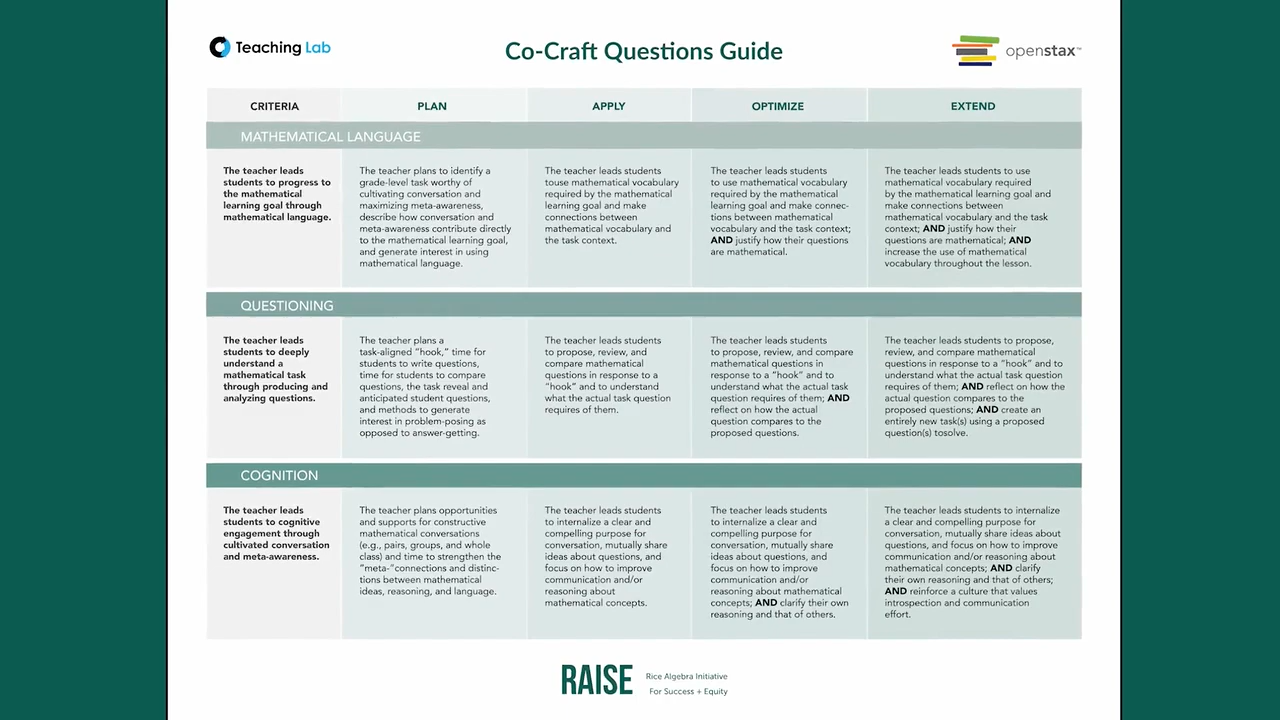 Teaching Lab
Co-Craft Questions Guide
openstax™
CRITERIA
PLAN
APPLY
OPTIMIZE
EXTEND
MATHEMATICAL LANGUAGE
The teacher leads
students to progress to
the mathematical
learning goal through
mathematical language.
The teacher plans to identify a
grade-level task worthy of
cultivating conversation and
maximizing meta-awareness,
describe how conversation and
meta-awareness contribute directly
to the mathematical learning goal,
and generate interest in using
mathematical language.
The teacher leads students
touse mathematical vocabulary
required by the mathematical
learning goal and make
connections between
mathematical vocabulary and
the task context.
The teacher leads students
to use mathematical vocabulary
required by the mathematical
learning goal and make connec-
tions between mathematical
vocabulary and the task context;
AND justify how their questions
are mathematical.
The teacher leads students to use
mathematical vocabulary required
by the mathematical learning goal and
make connections between
mathematical vocabulary and the task
context; AND justify how their
questions are mathematical; AND
increase the use of mathematical
vocabulary throughout the lesson.
QUESTIONING
The teacher leads
students to deeply
understand a
mathematical task
through producing and
analyzing questions.
The teacher plans a
task-aligned “hook,” time for
students to write questions,
time for students to compare
questions, the task reveal and
anticipated student questions,
and methods to generate
interest in problem-posing as
opposed to answer-getting.
The teacher leads students
to propose, review, and
compare mathematical
questions in response to a
“hook” and to understand
what the actual task question
requires of them.
The teacher leads students
to propose, review, and compare
mathematical questions in
response to a “hook” and to
understand what the actual task
question requires of them; AND
reflect on how the actual
question compares to the
proposed questions.
The teacher leads students to propose,
review, and compare mathematical
questions in response to a “hook” and to
understand what the actual task question
requires of them; AND reflect on how the
actual question compares to the
proposed questions; AND create an
entirely new task(s) using a proposed
question(s) tosolve.
COGNITION
The teacher leads
students to cognitive
engagement through
cultivated conversation
and meta-awareness.
The teacher plans opportunities
and supports for constructive
mathematical conversations
(e.g., pairs, groups, and whole
class) and time to strengthen the
“meta-“connections and distinc-
tions between mathematical
ideas, reasoning, and language.
The teacher leads students
to internalize a clear and
compelling purpose for
conversation, mutually share
ideas about questions, and
focus on how to improve
communication and/or
reasoning about
mathematical concepts.
The teacher leads students
to internalize a clear and
compelling purpose for
conversation, mutually share
ideas about questions, and
focus on how to improve
communication and/or
reasoning about mathematical
concepts; AND clarify their own
reasoning and that of others.
The teacher leads students to internalize
a clear and compelling purpose for
conversation, mutually share ideas about
questions, and focus on how to improve
communication and/or reasoning about
mathematical concepts; AND clarify
their own reasoning and that of others;
AND reinforce a culture that values
introspection and communication
effort.
RAISE
Rice Algebra Initiative
For Success + Equity